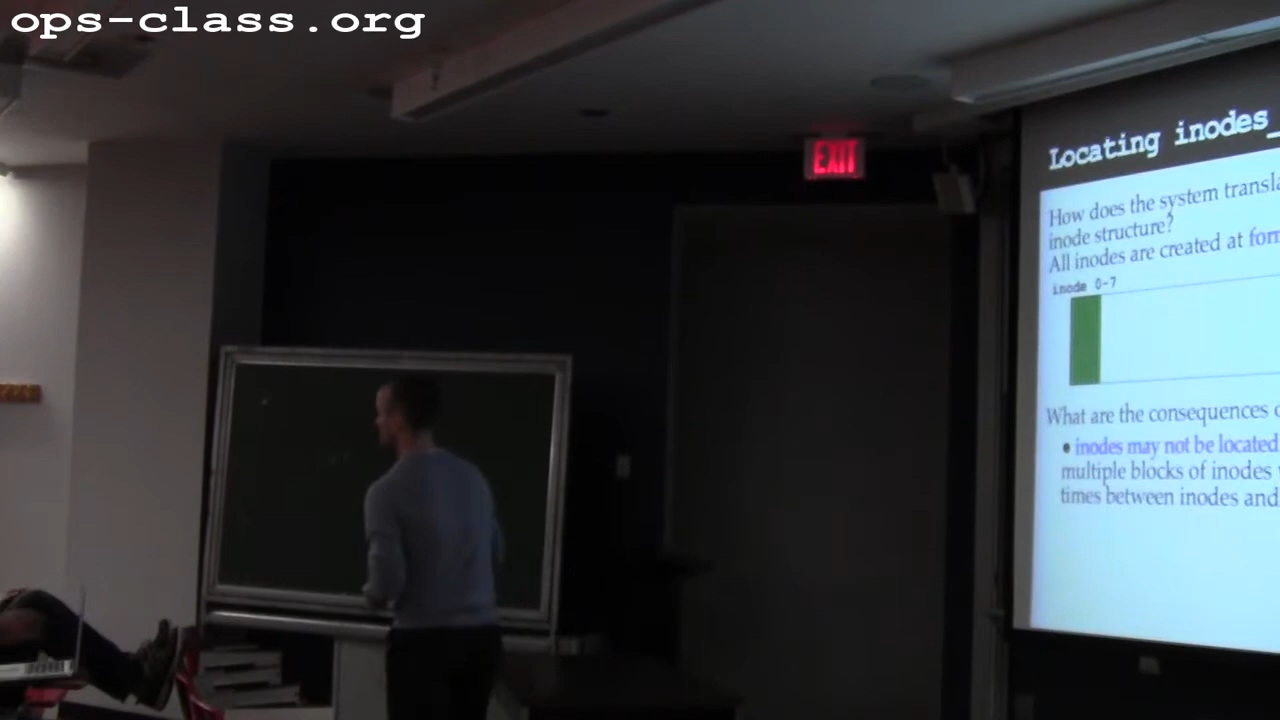 ops-class.org
EXIT
Locating inodes_
How does the system transla
inode structure?
All inodes are created at for
inode 0-7
What are the consequences
• inodes may not be located
multiple blocks of inodes
times between inodes and